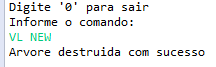 Digite '0' para sair
Informe o comando:
VL NEW
Arvore destruida com sucesso